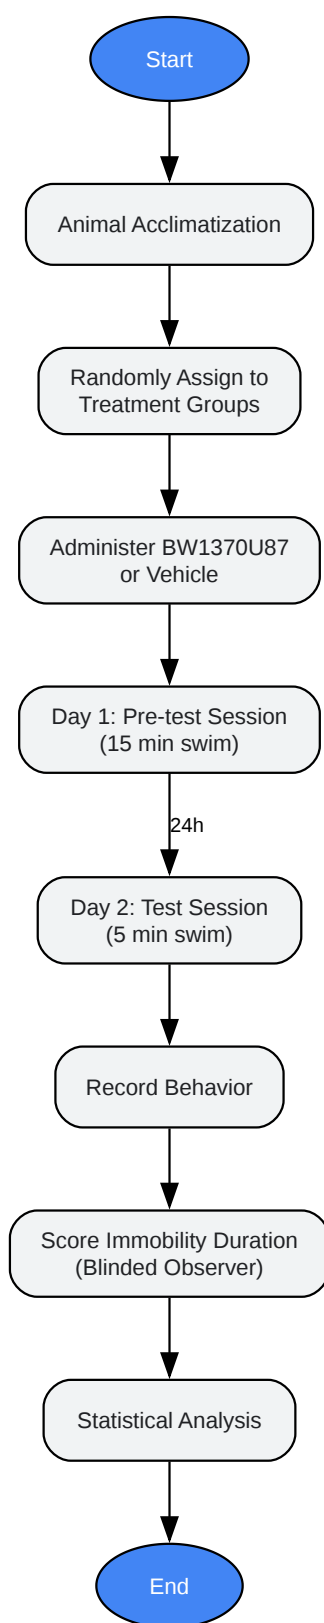 Start
Animal Acclimatization
Randomly Assign to
Treatment Groups
Administer BW1370U87
or Vehicle
Day 1: Pre-test Session
(15 min swim)
24h
Day 2: Test Session
(5 min swim)
Record Behavior
Score Immobility Duration
(Blinded Observer)
Statistical Analysis
End